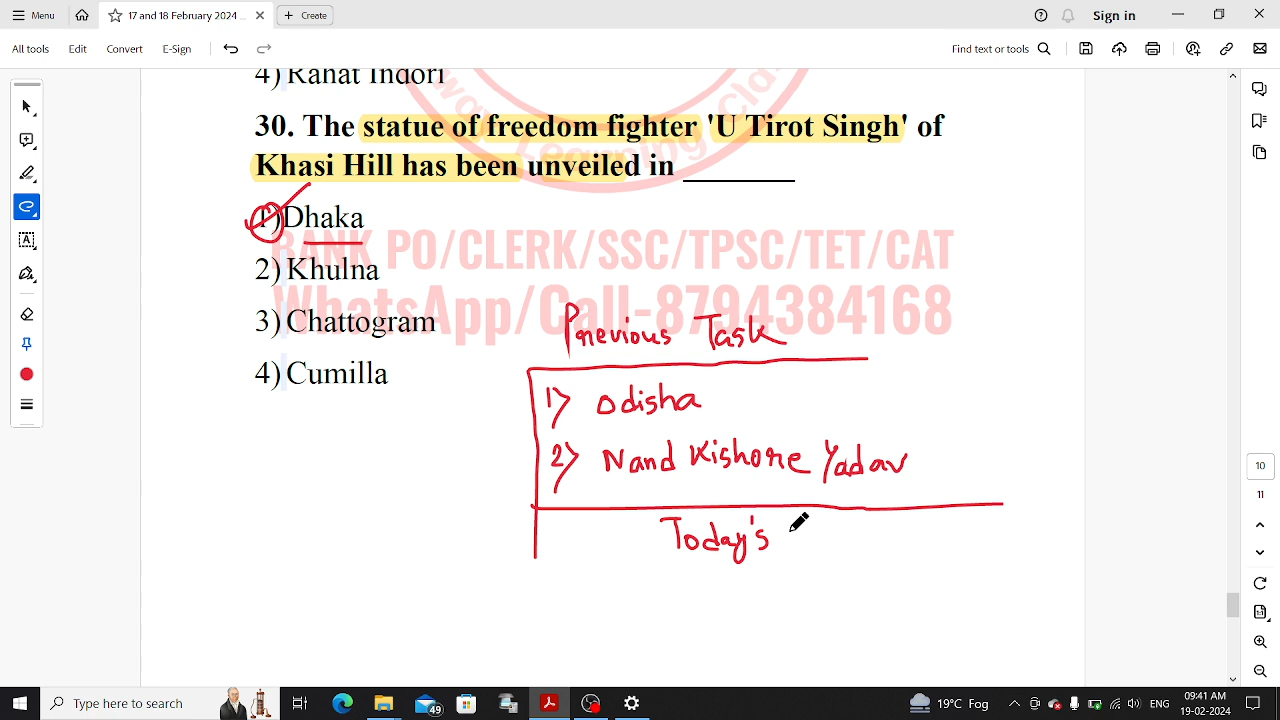 Menu
17 and 18 February 2024 ...
Create
Sign in
All tools Edit Convert E-Sign
Find text or tools
4) Rahat Indori
30. The statue of freedom fighter 'U Tirot Singh' of
Khasi Hill has been unveiled in ________
1) Dhaka
2) Khulna
3) Chattogram
4) Cumilla
Learning
BANK PO/CLERK/SSC/TPSC/TET/CAT
WhatsApp/Call-8794384168
Previous Task
1) Odisha
2) Nand Kishore Yadav
Today's
10
11
Type here to search
49
19°C Fog
ENG
09:41 AM
19-02-2024